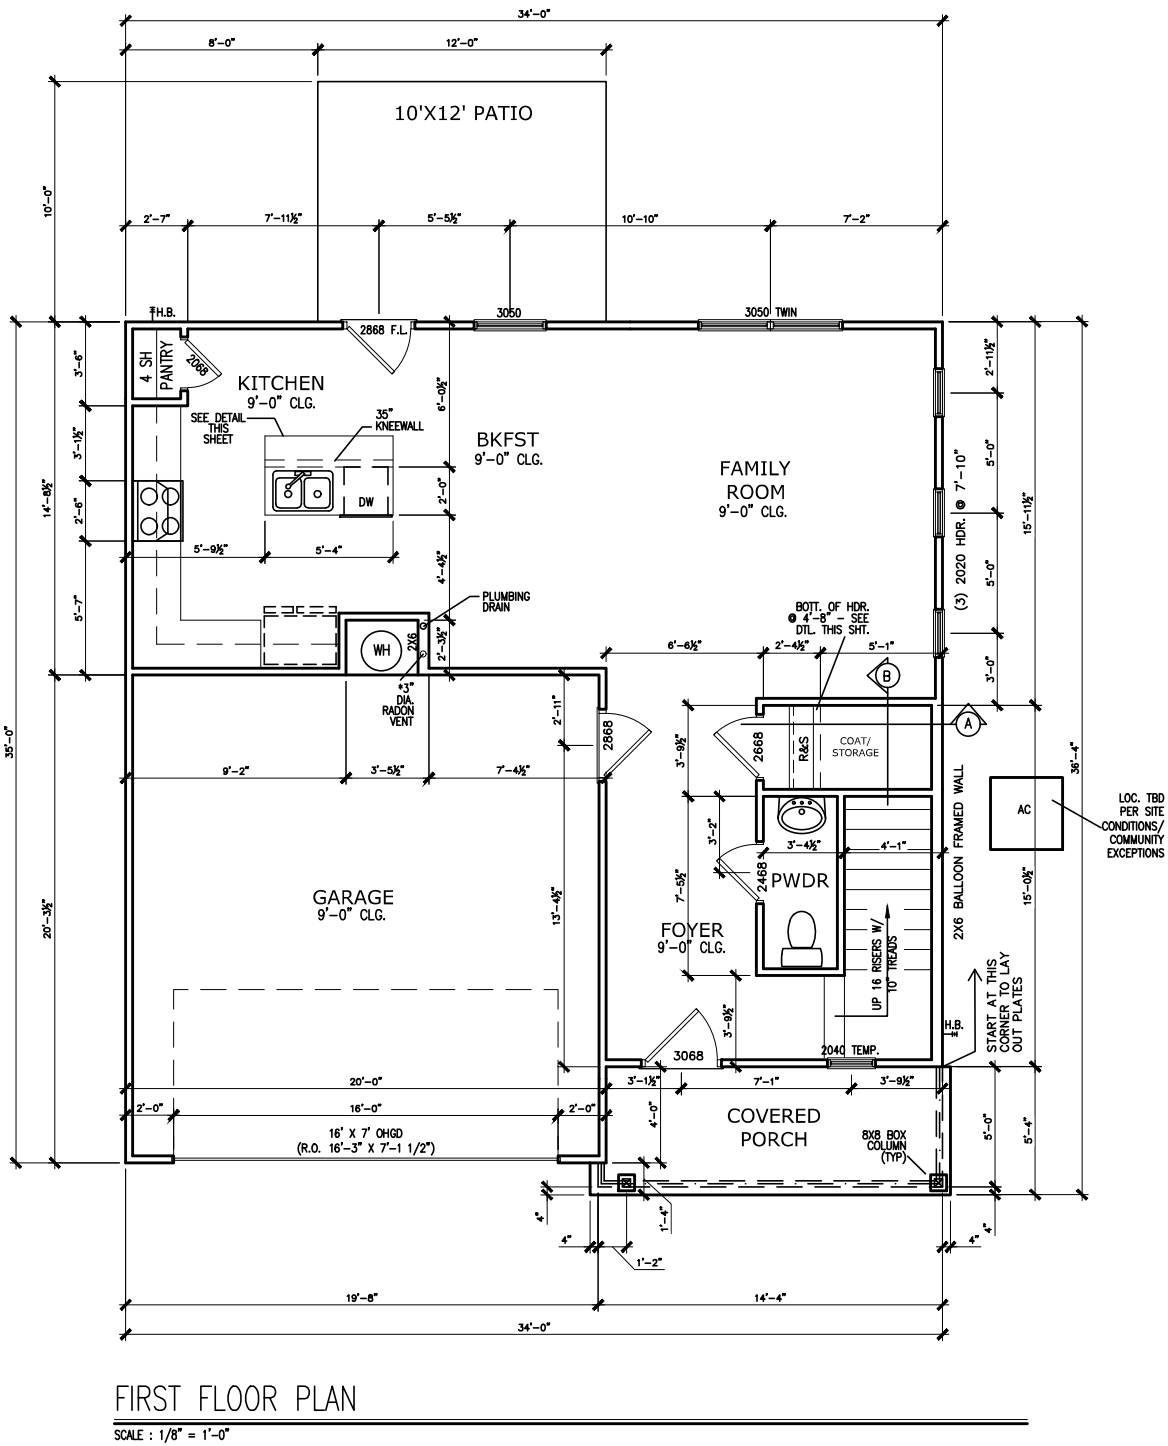 34'-0"
8'-0"
12'-0"
10'X12' PATIO
10'-0"
2'-7"
7'-11½"
5'-5½"
10'-10"
7'-2"
H.B.
2868 F.L.
3050
3050 TWIN
4 SH
PANTRY
2068
KITCHEN
9'-0" CLG.
SEE DETAIL
THIS
SHEET
35"
KNEEWALL
DW
BKFST
9'-0" CLG.
FAMILY
ROOM
9'-0" CLG.
3'-6"
3'-1½"
2'-6"
5'-7"
14'-8½"
6'-0½"
2'-0"
4'-4½"
2'-3½"
5'-9½"
5'-4"
2'-11½"
5'-0"
5'-0"
3'-0"
15'-11½"
(3) 2020 HDR. @ 7'-10"
PLUMBING
DRAIN
WH
2X6
*3"
DIA.
RADON
VENT
BOTT. OF HDR.
@ 4'-8" - SEE
DTL. THIS SHT.
6'-6½"
2'-4½"
5'-1"
B
A
2'-11"
2868
2668
R&S
COAT/
STORAGE
3'-9½"
35'-0"
36'-4"
9'-2"
3'-5½"
7'-4½"
AC
LOC. TBD
PER SITE
CONDITIONS/
COMMUNITY
EXCEPTIONS
2X6 BALLOON FRAMED WALL
3'-2"
3'-4½"
4'-1"
2468
PWDR
7'-5½"
GARAGE
9'-0" CLG.
13'-4½"
20'-3½"
15'-0½"
FOYER
9'-0" CLG.
UP 16 RISERS W/
10" TREADS
START AT THIS
CORNER TO LAY
OUT PLATES
H.B.
3'-9½"
3068
2040 TEMP.
20'-0"
3'-1½"
7'-1"
3'-9½"
2'-0"
16'-0"
2'-0"
4'-0"
COVERED
PORCH
16' X 7' OHGD
(R.O. 16'-3" X 7'-1 1/2")
8X8 BOX
COLUMN
(TYP)
5'-0"
5'-4"
4"
1'-4"
4"
4"
1'-2"
4"
19'-8"
14'-4"
34'-0"
FIRST FLOOR PLAN
SCALE : 1/8" = 1'-0"